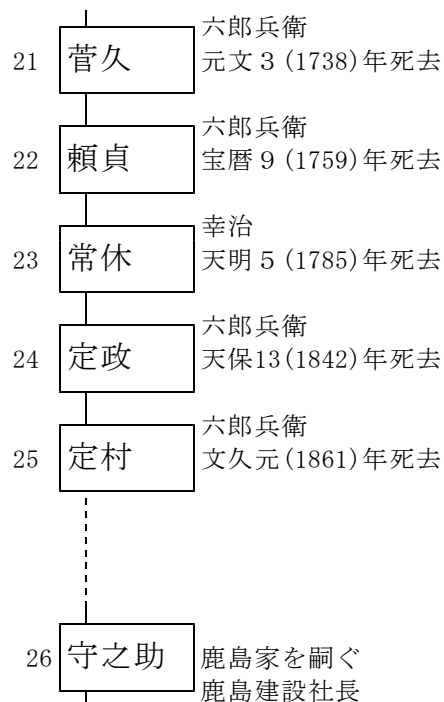 六郎兵衛
21 菅久 元文３(1738)年死去
六郎兵衛
22 頼貞 宝暦９(1759)年死去
幸治
23 常休 天明５(1785)年死去
六郎兵衛
24 定政 天保13(1842)年死去
六郎兵衛
25 定村 文久元(1861)年死去
26 守之助 鹿島家を嗣ぐ
鹿島建設社長